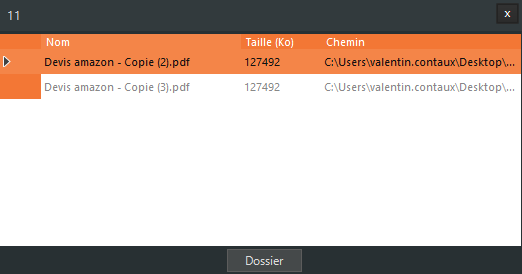 11
x
Nom Taille (Ko) Chemin
Devis amazon - Copie (2).pdf 127492 C:\Users\valentin.contaux\Desktop\...
Devis amazon - Copie (3).pdf 127492 C:\Users\valentin.contaux\Desktop\...
Dossier